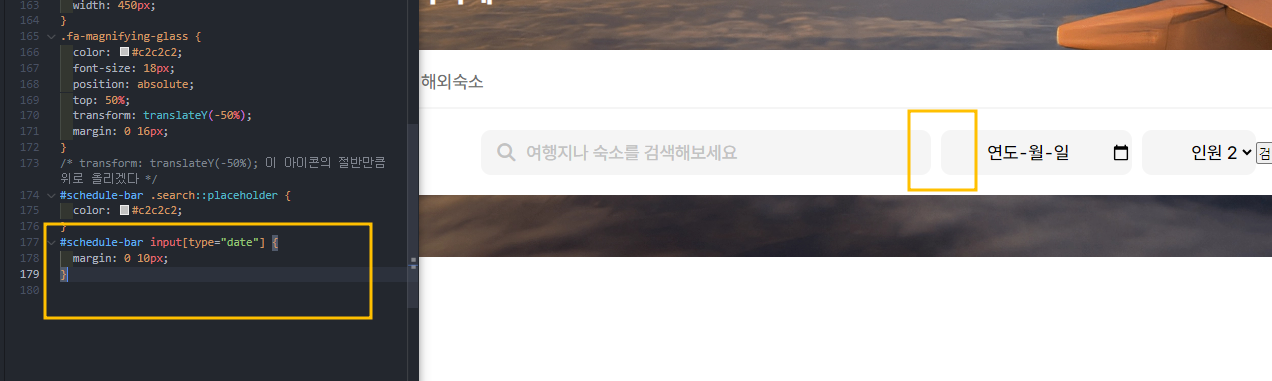 163 width: 450px;
164 }
165 .fa-magnifying-glass {
166 color: #c2c2c2;
167 font-size: 18px;
168 position: absolute;
169 top: 50%;
170 transform: translateY(-50%);
171 margin: 0 16px;
172 }
173 /* transform: translateY(-50%); 이 아이콘의 절반만큼
위로 올리겠다 */
174 #schedule-bar .search::placeholder {
175 color: #c2c2c2;
176 }
177 #schedule-bar input[type="date"] {
178 margin: 0 10px;
179 }
180
해외숙소
여행지나 숙소를 검색해보세요
연도-월-일
인원 2